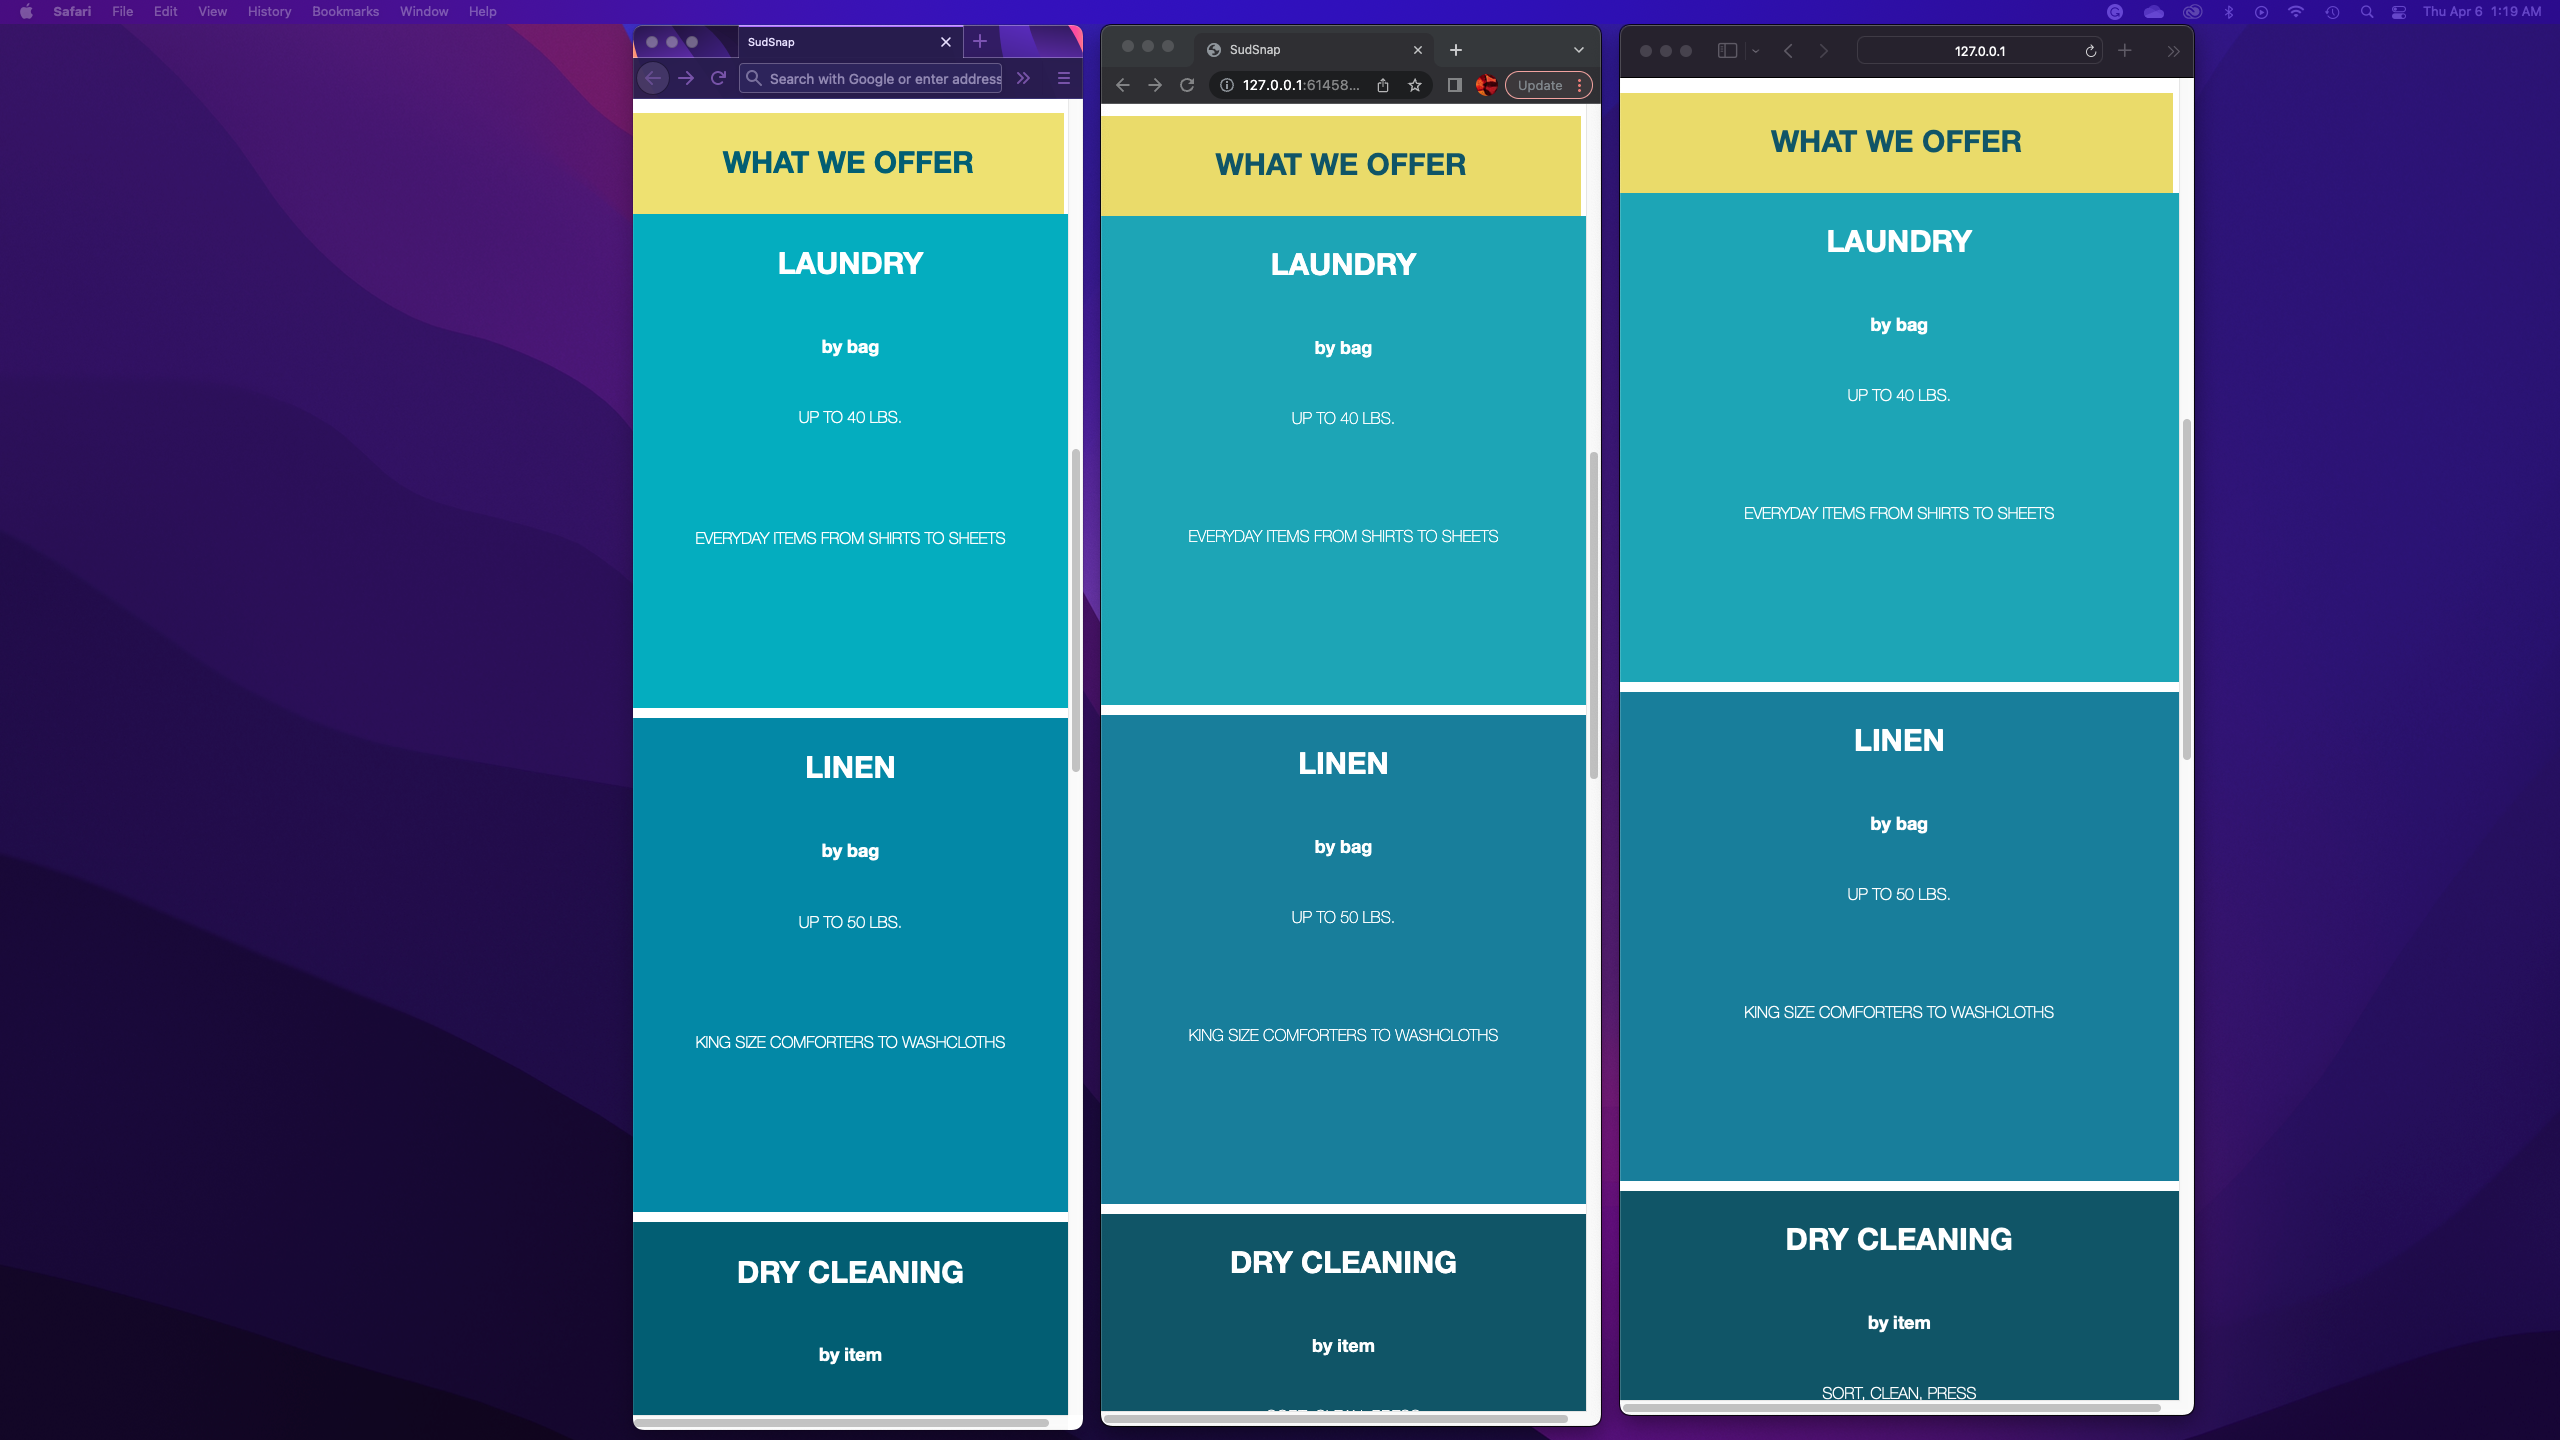 Safari File Edit View History Bookmarks Window Help
Thu Apr 6 1:19 AM
SudSnap
Search with Google or enter address
WHAT WE OFFER
LAUNDRY
by bag
UP TO 40 LBS.
EVERYDAY ITEMS FROM SHIRTS TO SHEETS
LINEN
by bag
UP TO 50 LBS.
KING SIZE COMFORTERS TO WASHCLOTHS
DRY CLEANING
by item
SudSnap
127.0.0.1:61458...
Update
WHAT WE OFFER
LAUNDRY
by bag
UP TO 40 LBS.
EVERYDAY ITEMS FROM SHIRTS TO SHEETS
LINEN
by bag
UP TO 50 LBS.
KING SIZE COMFORTERS TO WASHCLOTHS
DRY CLEANING
by item
127.0.0.1
WHAT WE OFFER
LAUNDRY
by bag
UP TO 40 LBS.
EVERYDAY ITEMS FROM SHIRTS TO SHEETS
LINEN
by bag
UP TO 50 LBS.
KING SIZE COMFORTERS TO WASHCLOTHS
DRY CLEANING
by item
SORT, CLEAN, PRESS